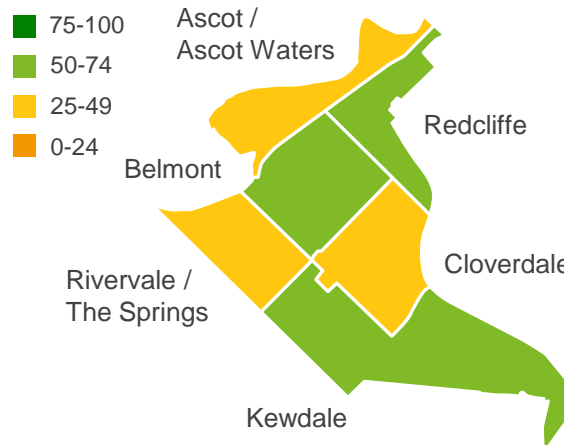 75-100
50-74
25-49
0-24
Ascot /
Ascot Waters
Redcliffe
Belmont
Cloverdale
Rivervale /
The Springs
Kewdale